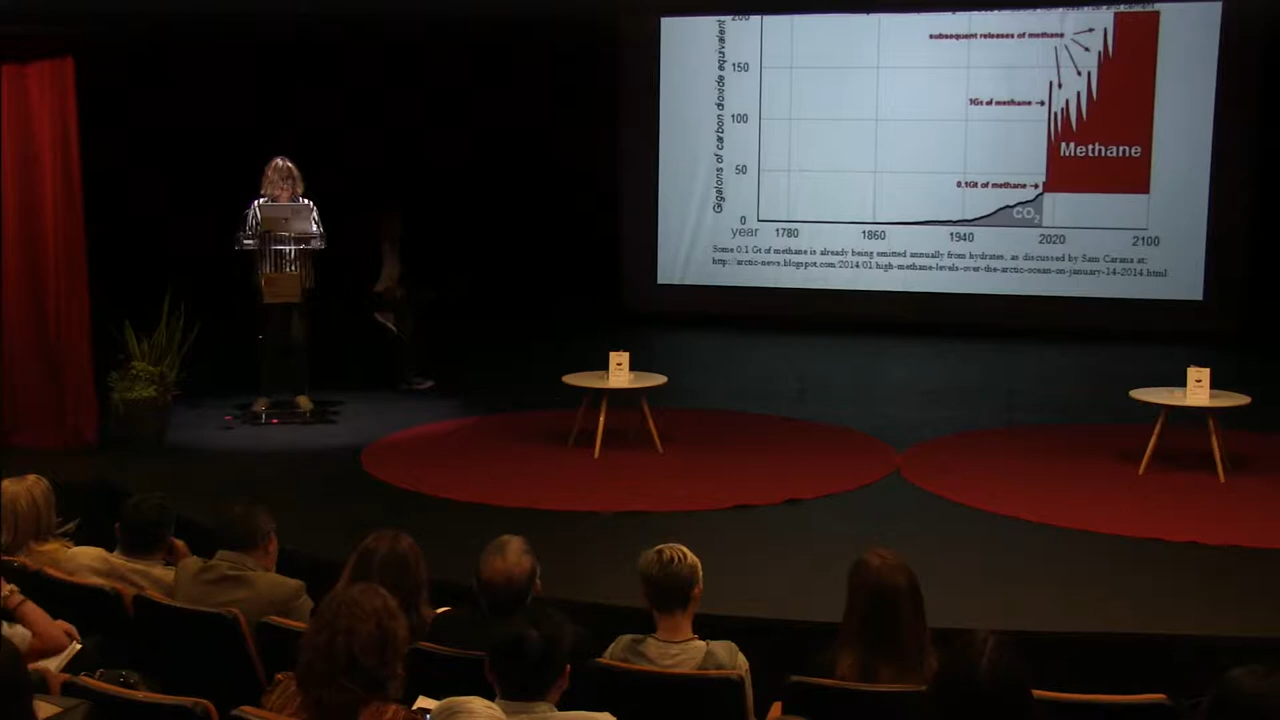 200
subsequent releases of methane
150
1Gt of methane
100
Methane
50
0.1Gt of methane
CO2
0
Gigatons of carbon dioxide equivalent
year 1780 1860 1940 2020 2100
Some 0.1 Gt of methane is already being emitted annually from hydrates, as discussed by Sam Carana at:
http://arctic-news.blogspot.com/2014/01/high-methane-levels-over-the-arctic-ocean-on-january-14-2014.html